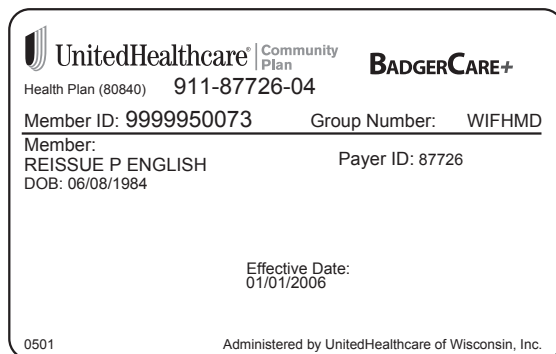 UnitedHealthcare® Community Plan
BADGERCARE+
Health Plan (80840) 911-87726-04
Member ID: 9999950073 Group Number: WIFHMD
Member:
REISSUE P ENGLISH
DOB: 06/08/1984
Payer ID: 87726
Effective Date:
01/01/2006
0501 Administered by UnitedHealthcare of Wisconsin, Inc.